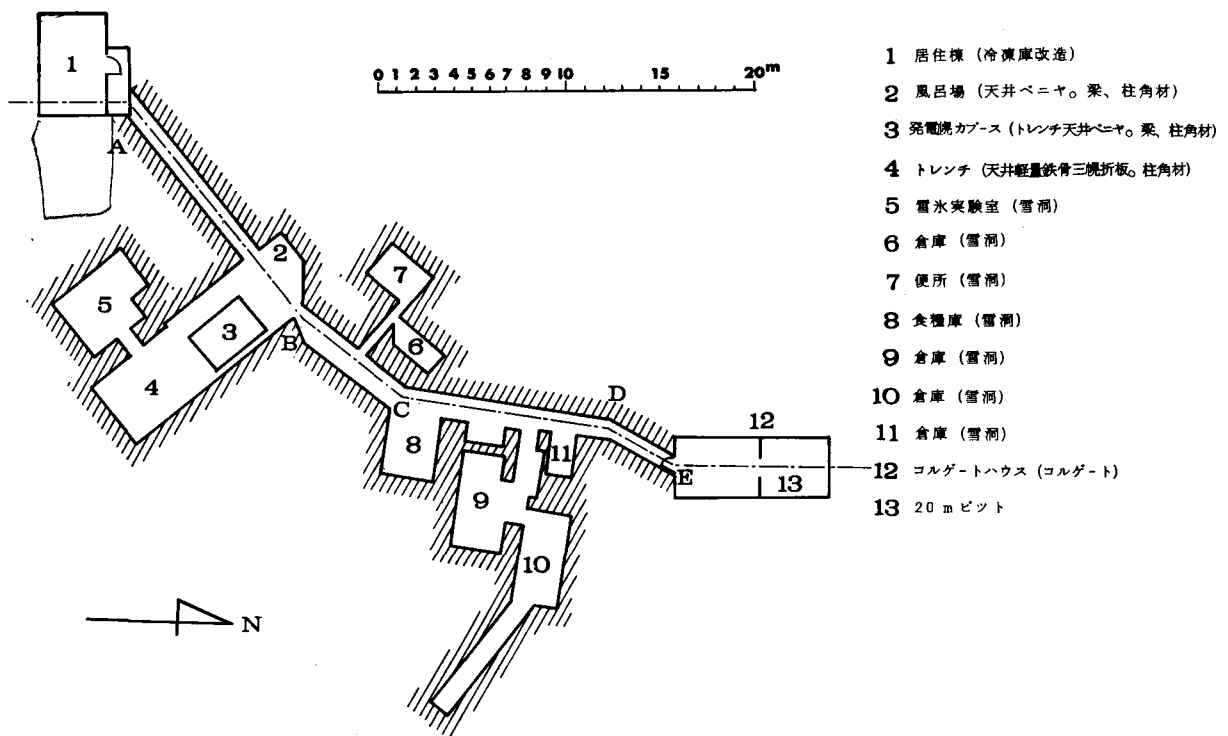 0 1 2 3 4 5 6 7 8 9 10 15 20m
1
A
2
3
4
5
B
7
6
C
D
8
9
10
11
12
13
E
N
1 居住棟 (冷凍庫改造)
2 風呂場 (天井ベニヤ。梁、柱角材)
3 発電幌カブース (トレンチ天井ベニヤ。梁、柱角材)
4 トレンチ (天井軽量鉄骨三幌折板。柱角材)
5 雪氷実験室 (雪洞)
6 倉庫 (雪洞)
7 便所 (雪洞)
8 食糧庫 (雪洞)
9 倉庫 (雪洞)
10 倉庫 (雪洞)
11 倉庫 (雪洞)
12 コルゲートハウス (コルゲート)
13 20 m ピット